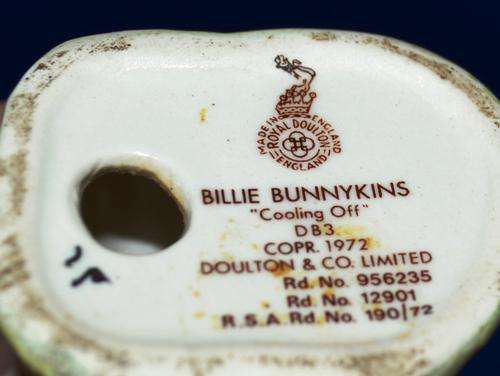 MADE IN ENGLAND
ROYAL DOULTON
ENGLAND
BILLIE BUNNYKINS
"Cooling Off"
DB3
COPR. 1972
DOULTON & CO. LIMITED
Rd. No. 956235
Rd. No. 12901
R.S.A. Rd. No. 190/72